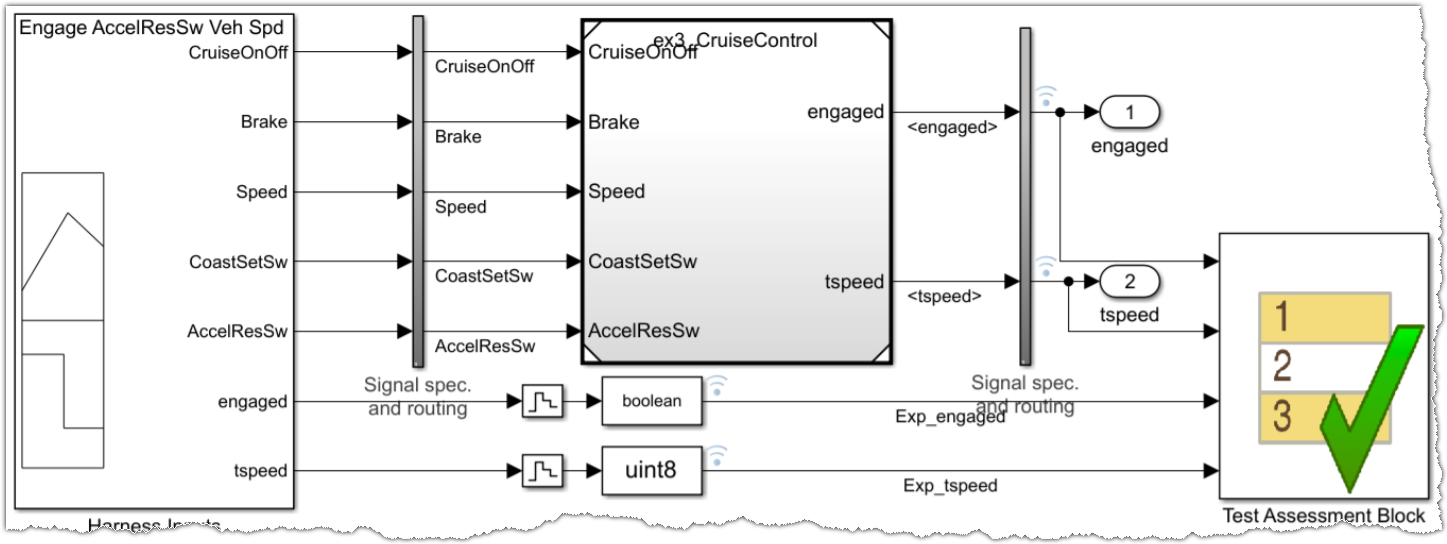 Engage AccelResSw Veh Spd
CruiseOnOff
Brake
Speed
CoastSetSw
AccelResSw
engaged
tspeed
Harness Inputs
CruiseOnOff
Brake
Speed
CoastSetSw
AccelResSw
Signal spec.
and routing
ex3_CruiseControl
CruiseOnOff
Brake
Speed
CoastSetSw
AccelResSw
engaged
tspeed
<engaged>
<tspeed>
Signal spec.
and routing
1
engaged
2
tspeed
boolean
Exp_engaged
uint8
Exp_tspeed
1
2
3
Test Assessment Block